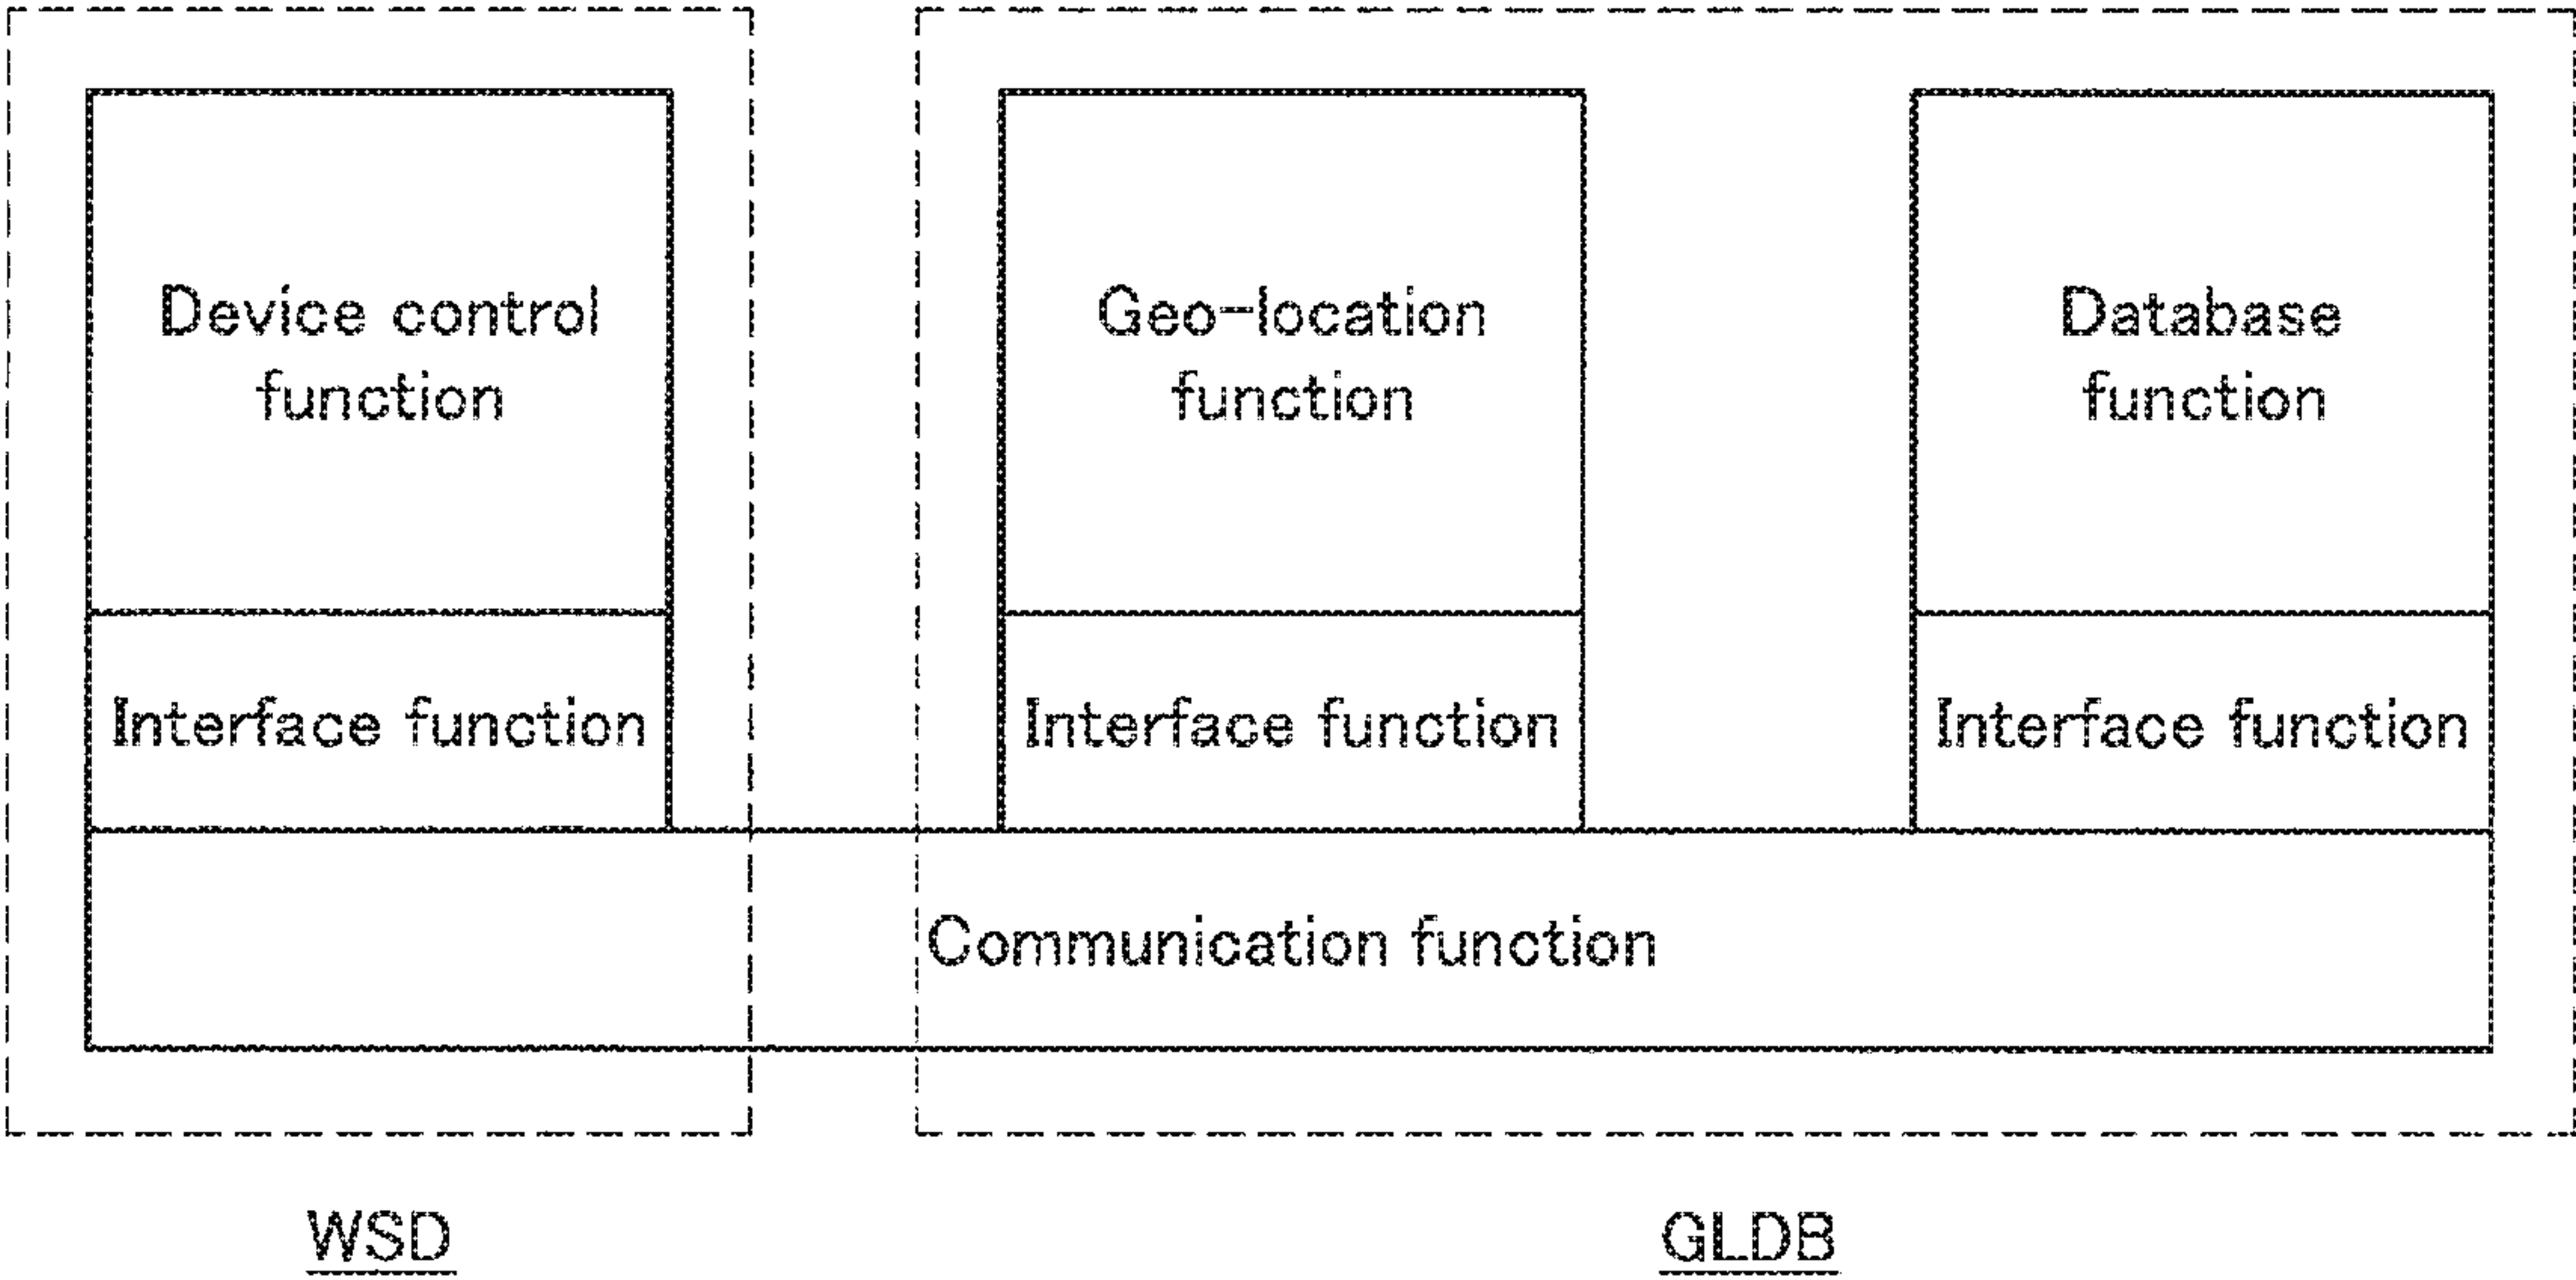 Device control
function
Geo-location
function
Database
function
Interface function
Interface function
Interface function
Communication function
WSD
GLDB